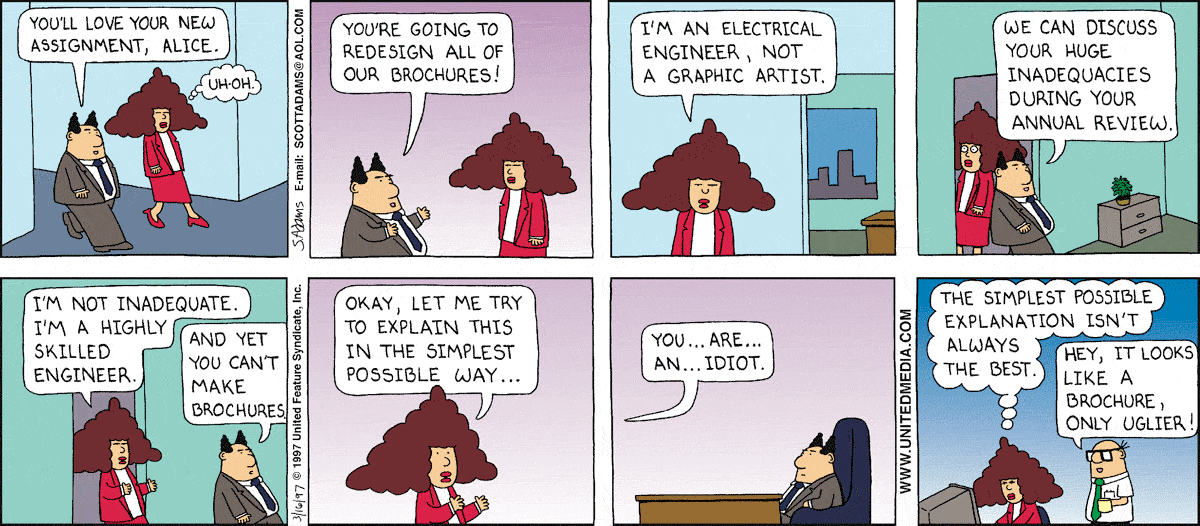 YOU'LL LOVE YOUR NEW
ASSIGNMENT, ALICE.
UH-OH.
S.ADAMS E-mail: SCOTTADAMS@AOL.COM
YOU'RE GOING TO
REDESIGN ALL OF
OUR BROCHURES!
I'M AN ELECTRICAL
ENGINEER, NOT
A GRAPHIC ARTIST.
WE CAN DISCUSS
YOUR HUGE
INADEQUACIES
DURING YOUR
ANNUAL REVIEW.
I'M NOT INADEQUATE.
I'M A HIGHLY
SKILLED
ENGINEER.
AND YET
YOU CAN'T
MAKE
BROCHURES.
3/16/97 © 1997 United Feature Syndicate, Inc.
OKAY, LET ME TRY
TO EXPLAIN THIS
IN THE SIMPLEST
POSSIBLE WAY...
YOU... ARE...
AN... IDIOT.
WWW.UNITEDMEDIA.COM
THE SIMPLEST POSSIBLE
EXPLANATION ISN'T
ALWAYS
THE BEST.
HEY, IT LOOKS
LIKE A
BROCHURE,
ONLY UGLIER!